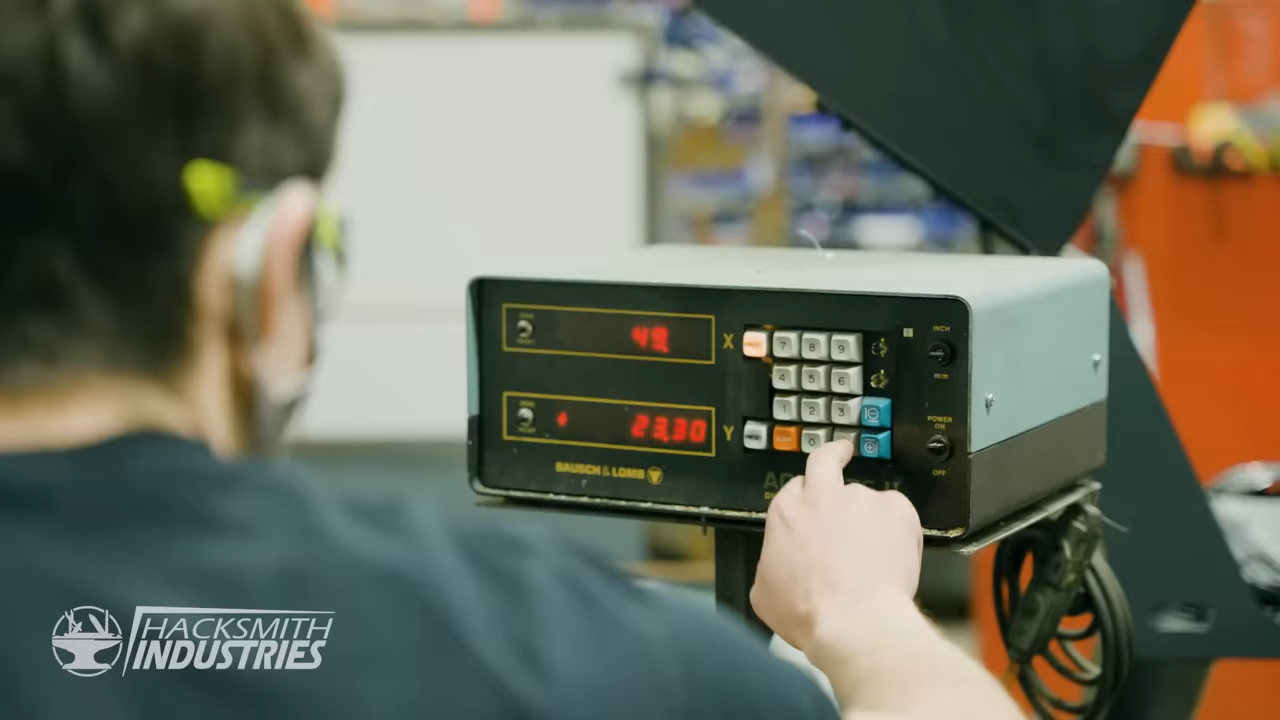 49.
X
7 8 9
INCH
mm
4 5 6
1 2 3
23.30
Y
0
POWER
ON
OFF
BAUSCH & LOMB
HACKSMITH
INDUSTRIES